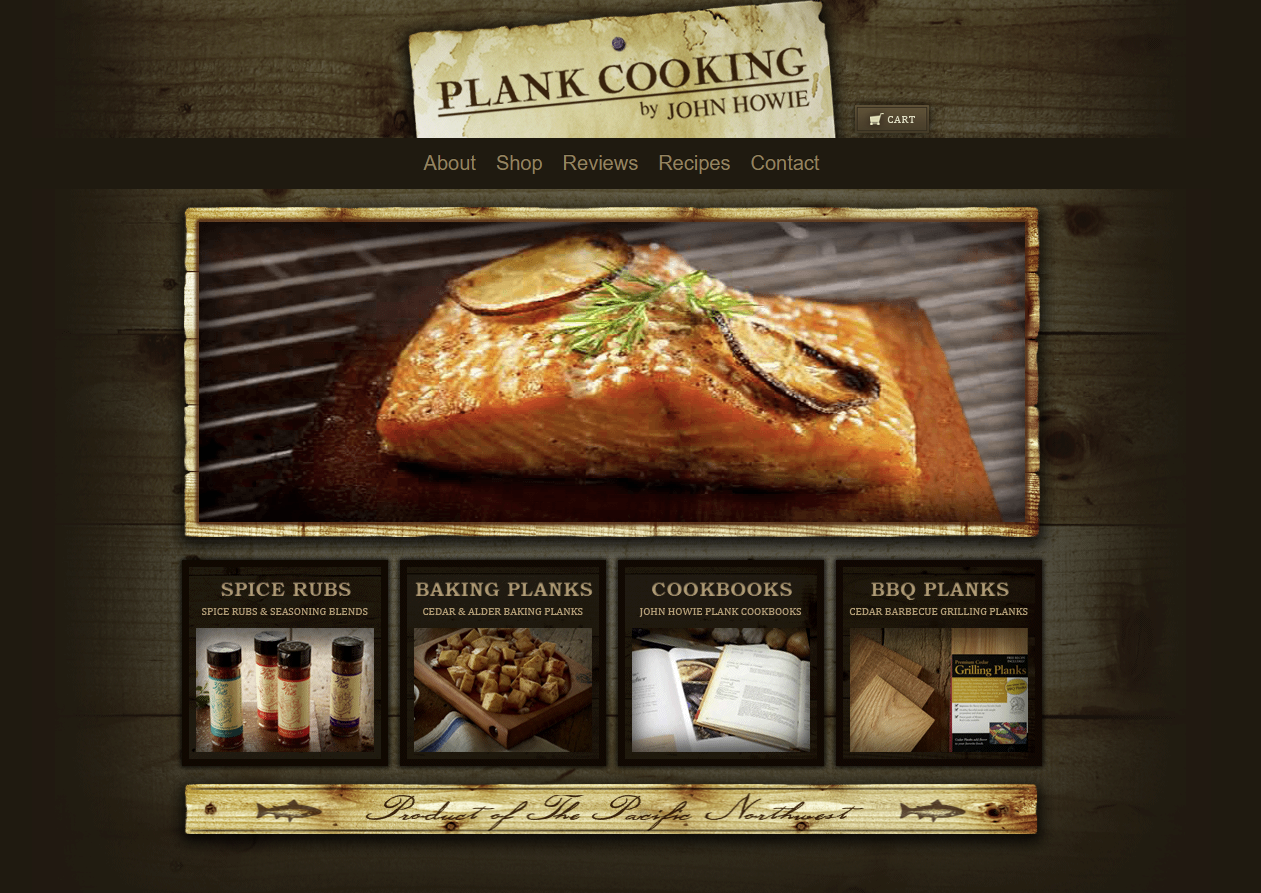 PLANK COOKING
by JOHN HOWIE
CART
About Shop Reviews Recipes Contact
SPICE RUBS
SPICE RUBS & SEASONING BLENDS
BAKING PLANKS
CEDAR & ALDER BAKING PLANKS
COOKBOOKS
JOHN HOWIE PLANK COOKBOOKS
BBQ PLANKS
CEDAR BARBECUE GRILLING PLANKS
Premium Cedar
Grilling Planks
Product of The Pacific Northwest